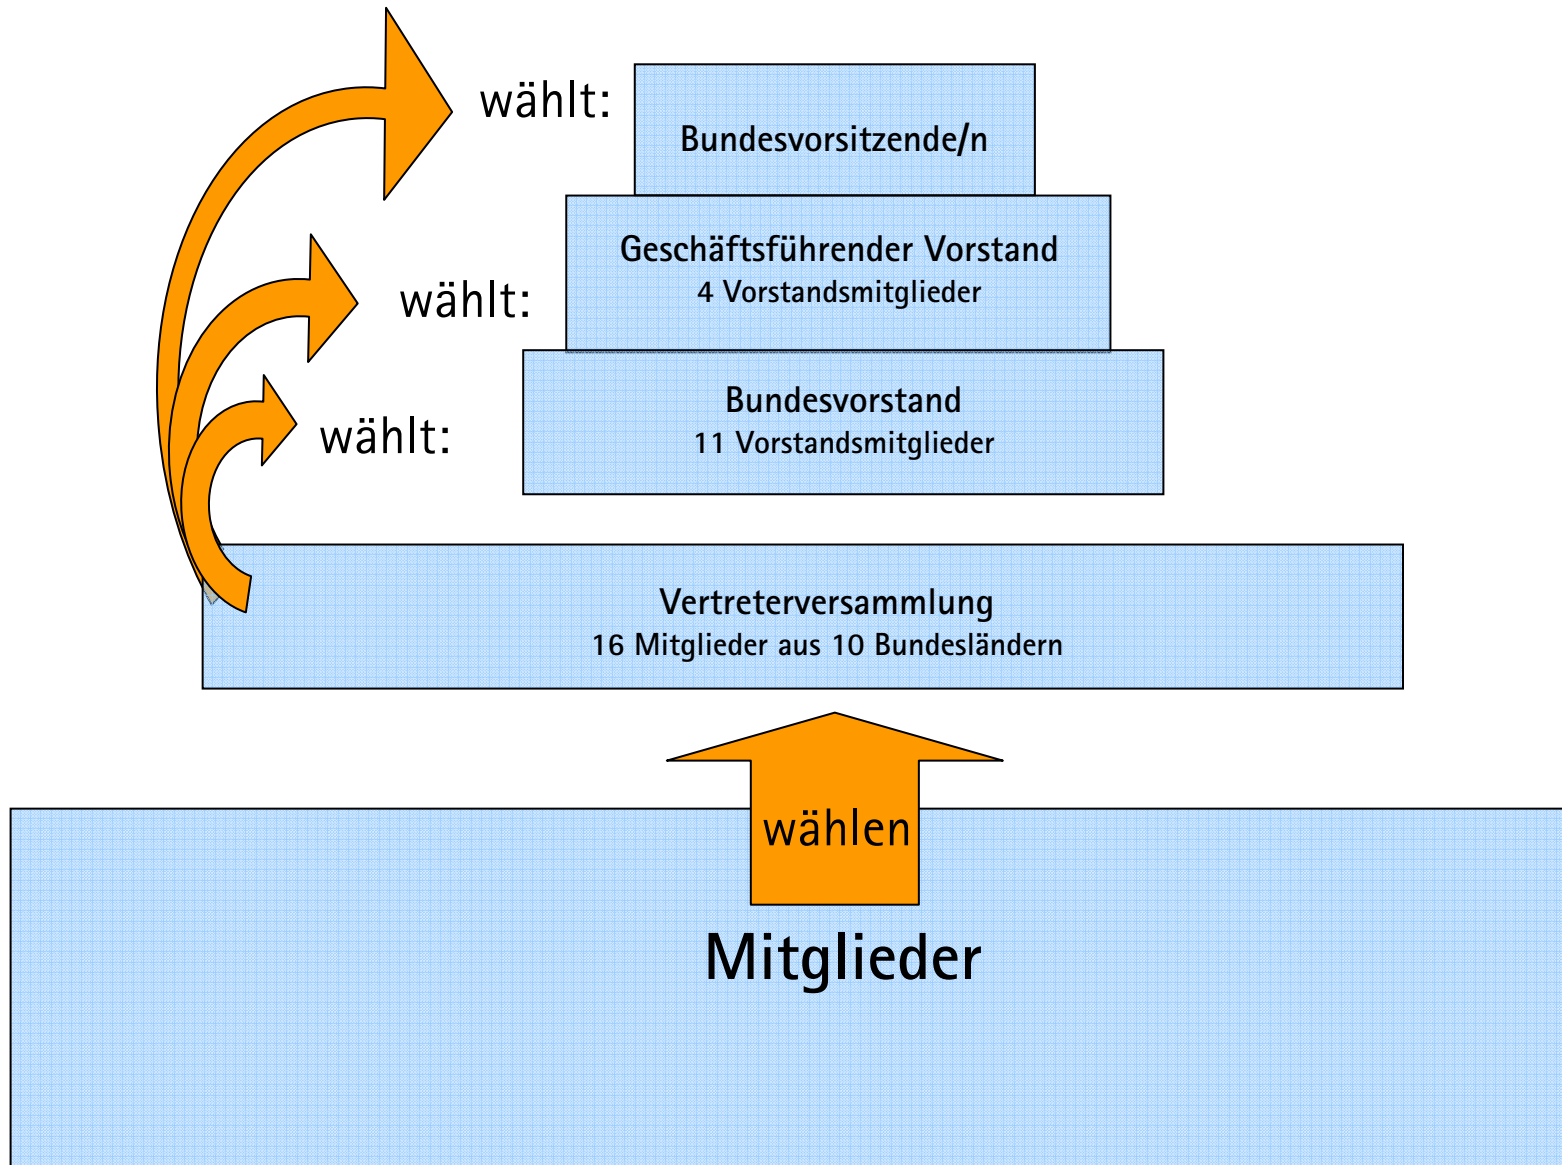 wählt:
Bundesvorsitzende/n
Geschäftsführender Vorstand
4 Vorstandsmitglieder
wählt:
Bundesvorstand
11 Vorstandsmitglieder
wählt:
Vertreterversammlung
16 Mitglieder aus 10 Bundesländern
wählen
Mitglieder